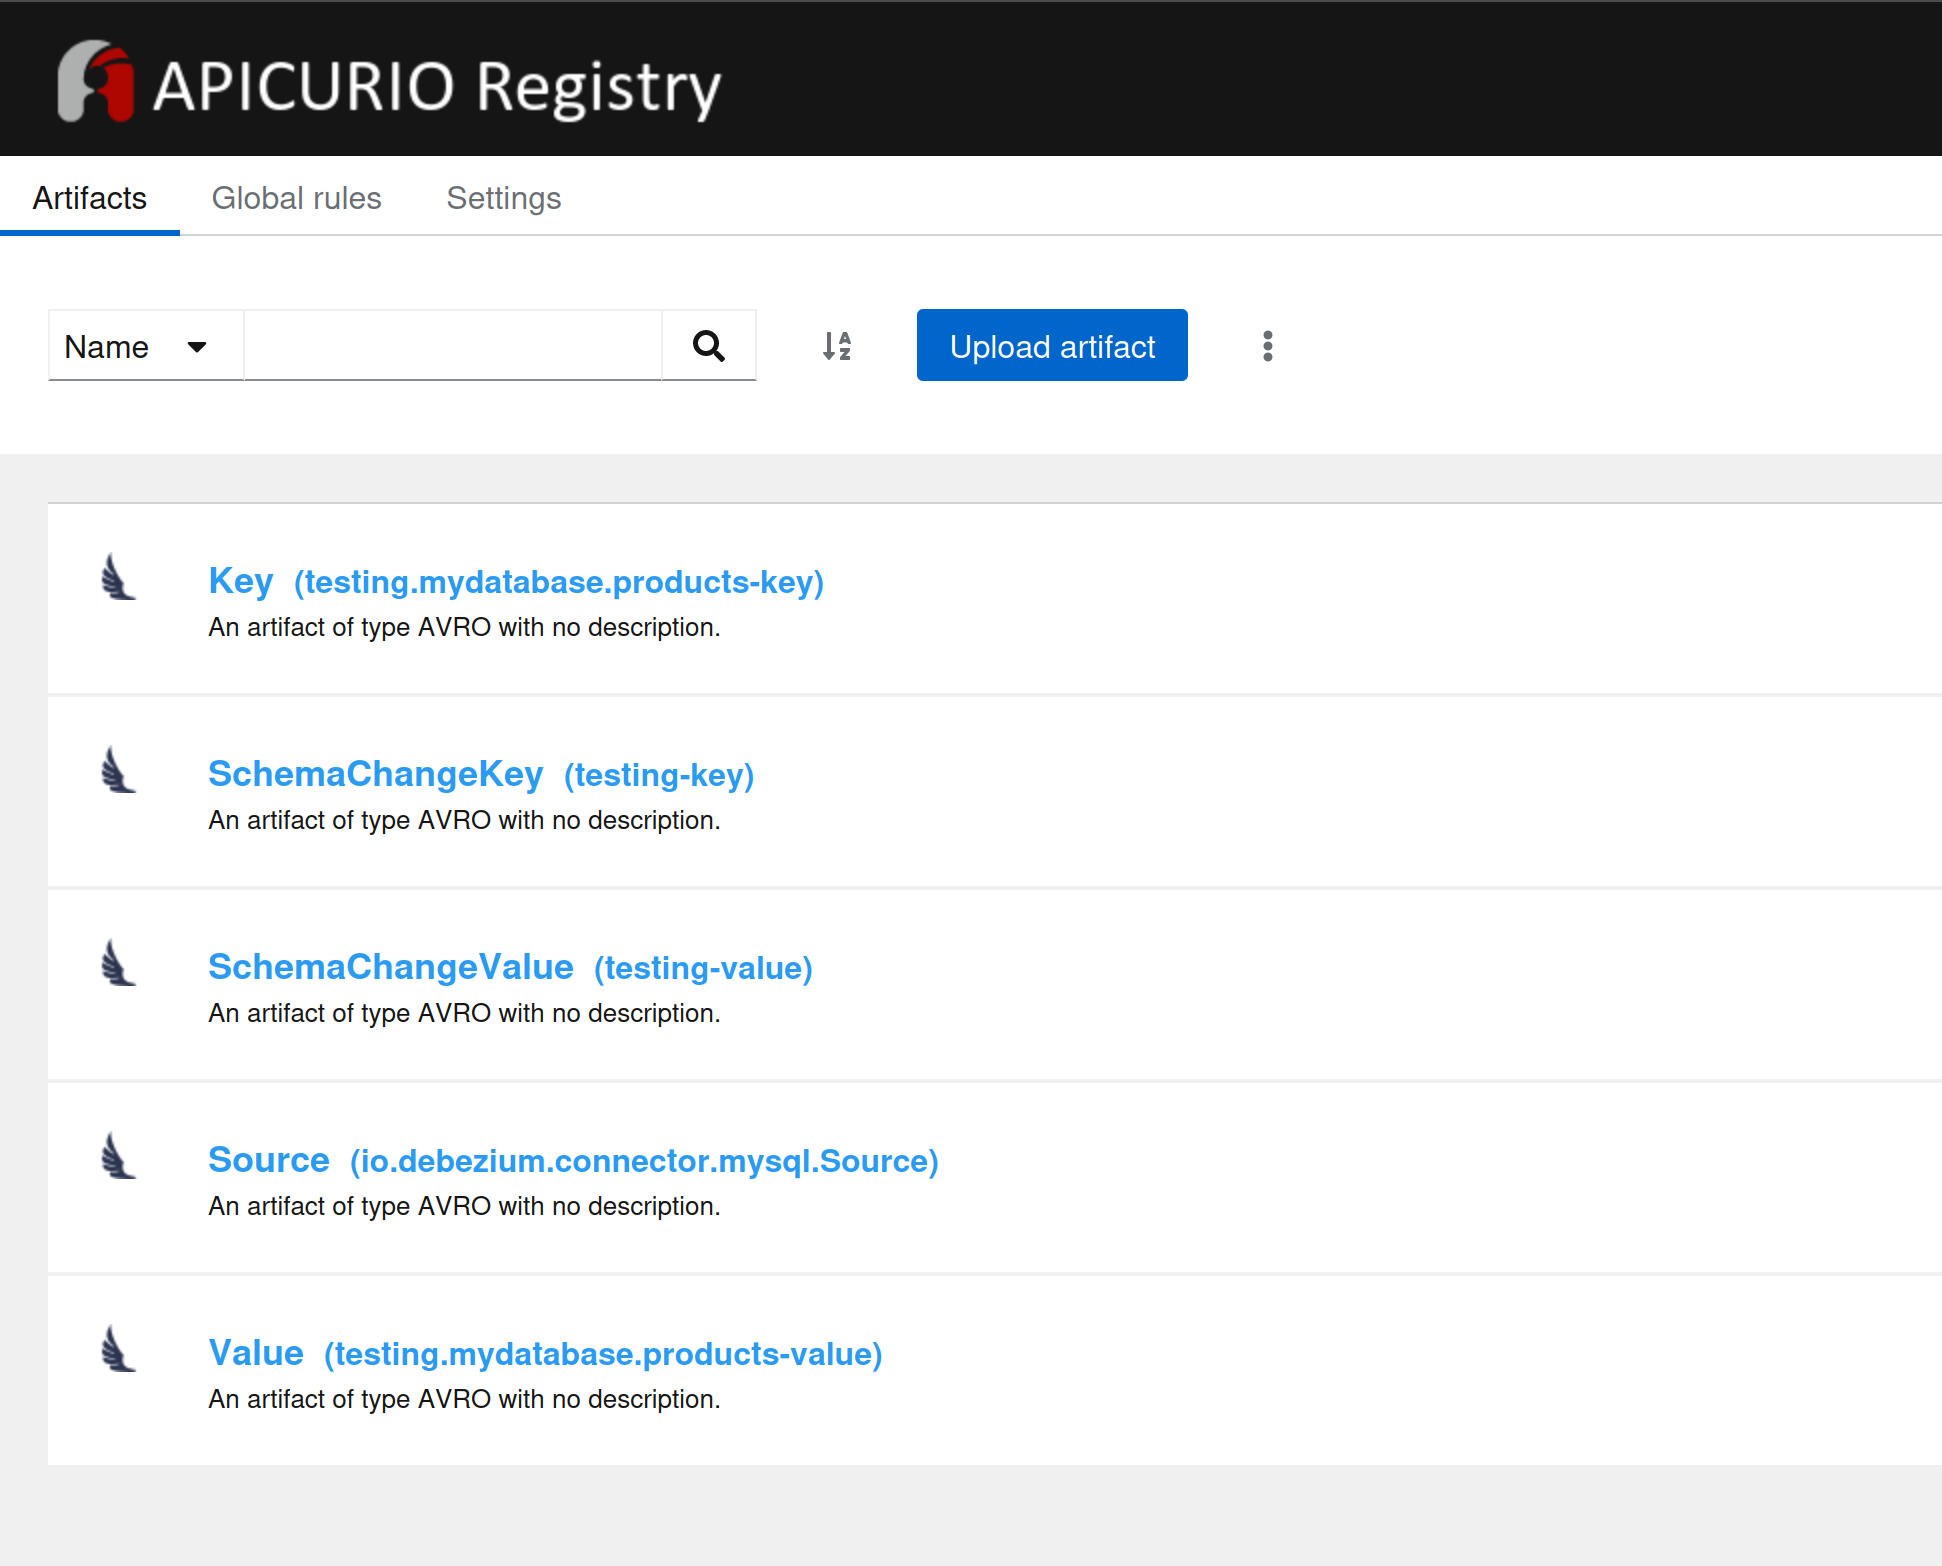 APICURIO Registry
Artifacts Global rules Settings
Name Upload artifact
Key (testing.mydatabase.products-key)
An artifact of type AVRO with no description.
SchemaChangeKey (testing-key)
An artifact of type AVRO with no description.
SchemaChangeValue (testing-value)
An artifact of type AVRO with no description.
Source (io.debezium.connector.mysql.Source)
An artifact of type AVRO with no description.
Value (testing.mydatabase.products-value)
An artifact of type AVRO with no description.